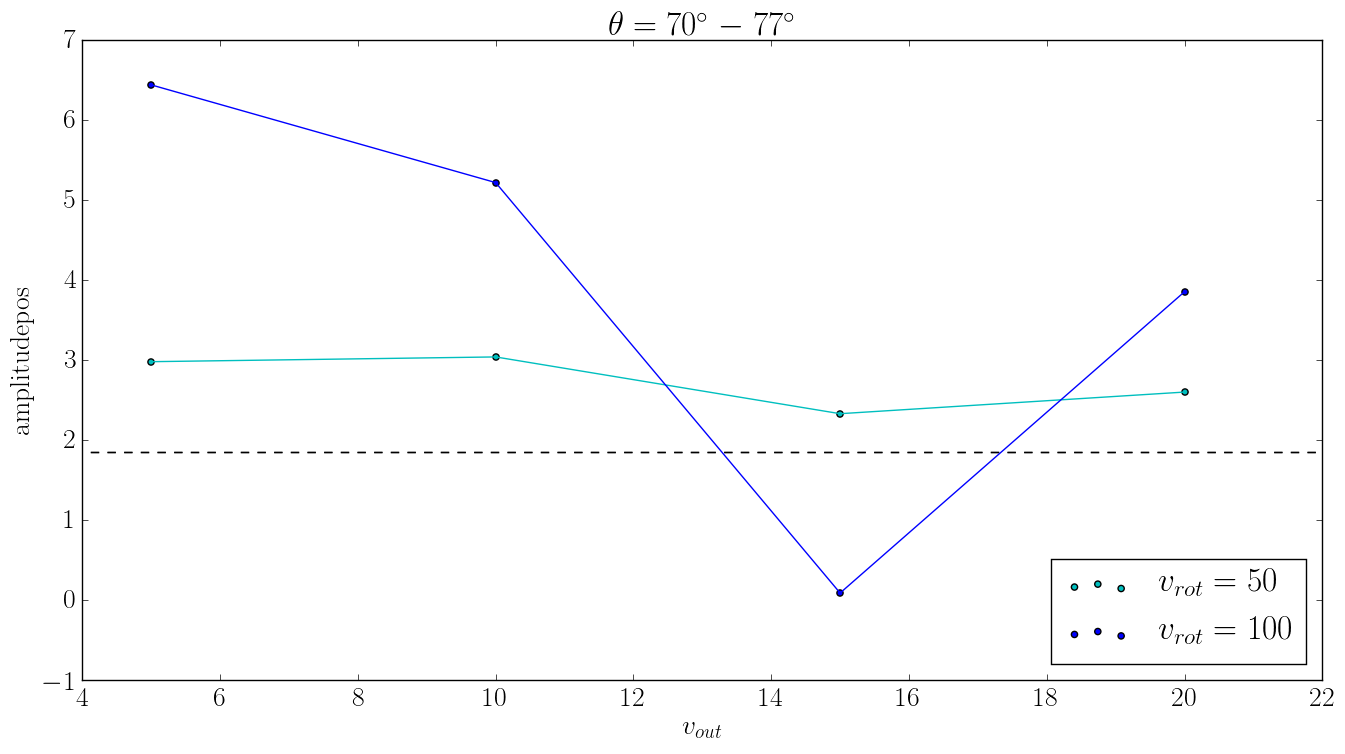 θ = 70° − 77°
7
6
5
4
3
2
1
0
−1
amplitudepos
4 6 8 10 12 14 16 18 20 22
v_out
v_rot = 50
v_rot = 100